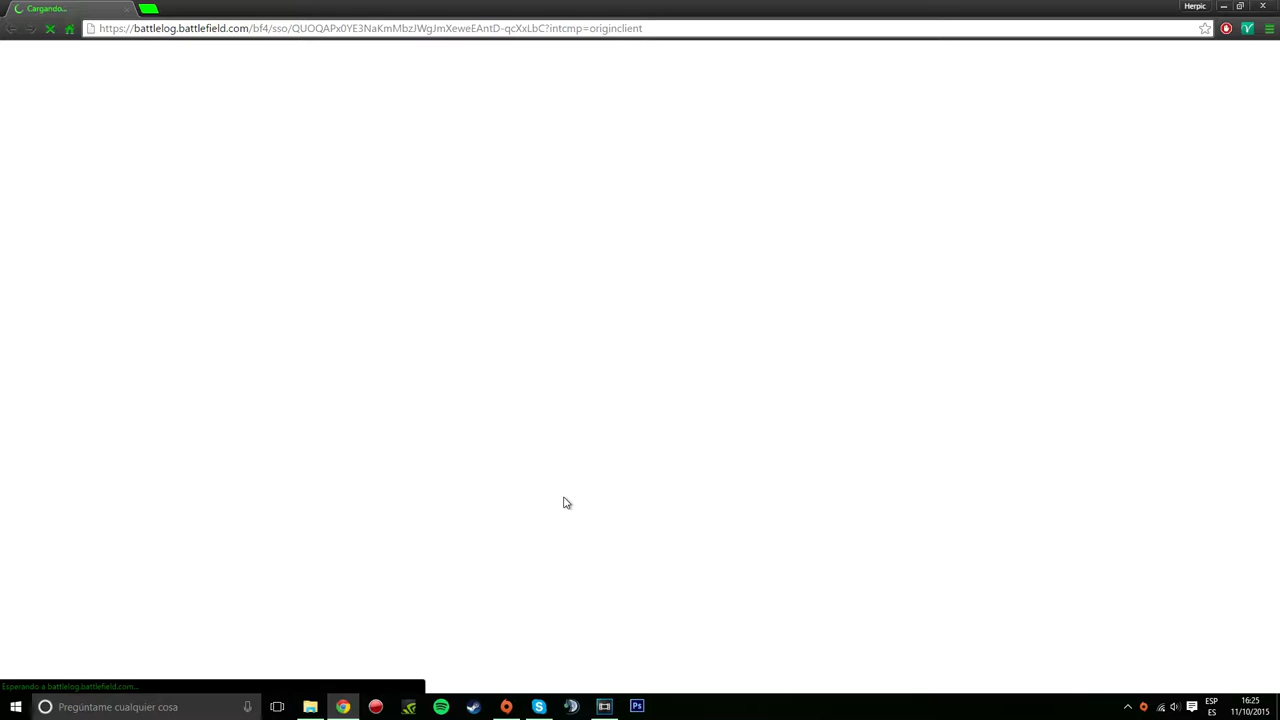 Cargando...
Herpic
https://battlelog.battlefield.com/bf4/sso/QUOQAPx0YE3NaKmMbzJWgJmXeweEAntD-qcXxLbC?intcmp=originclient
Esperando a battlelog.battlefield.com...
Pregúntame cualquier cosa
Ps
ESP
ES
16:25
11/10/2015